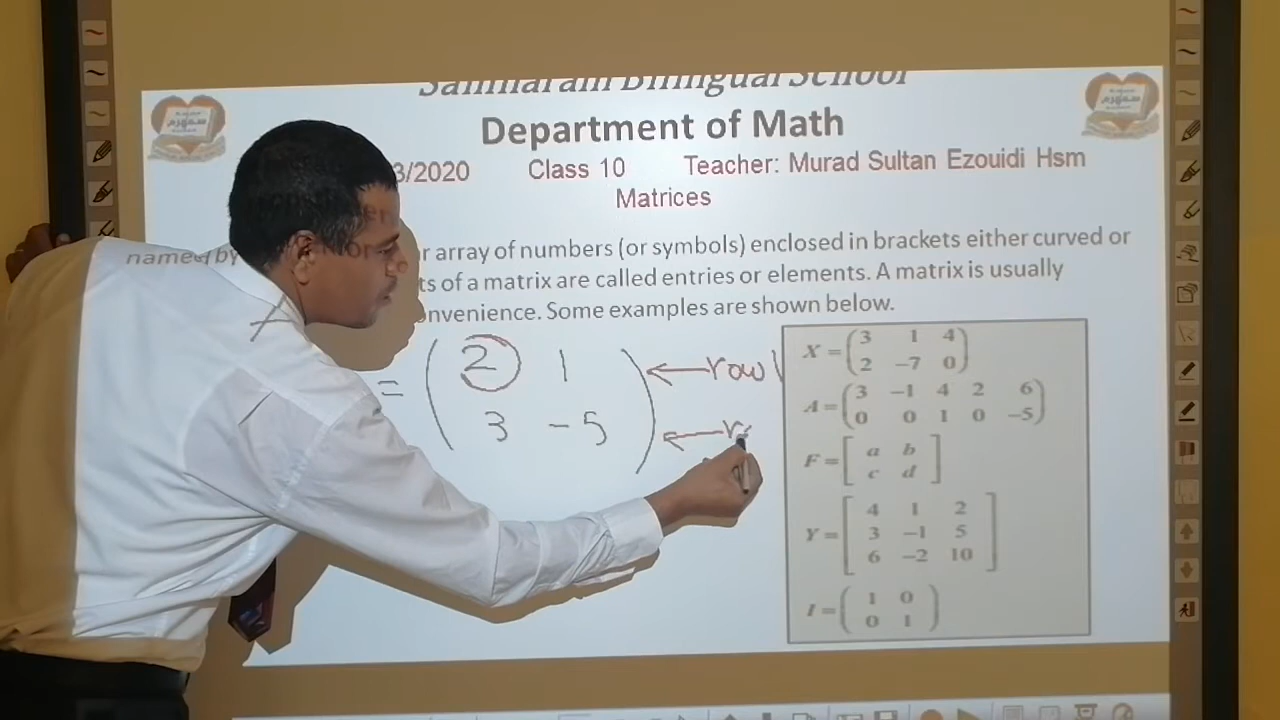 Department of Math
3/2020 Class 10 Teacher: Murad Sultan Ezouidi Hsm
Matrices
array of numbers (or symbols) enclosed in brackets either curved or
named by
of a matrix are called entries or elements. A matrix is usually
Some examples are shown below.
A = ( 2 1 ← row 1
3 -5 ) ←
X = ( 3 1 4
2 -7 0 )
A = ( 3 -1 4 2 6
0 0 1 0 -5 )
F = [ a b
c d ]
Y = [ 4 1 2
3 -1 5
6 -2 10 ]
I = ( 1 0
0 1 )